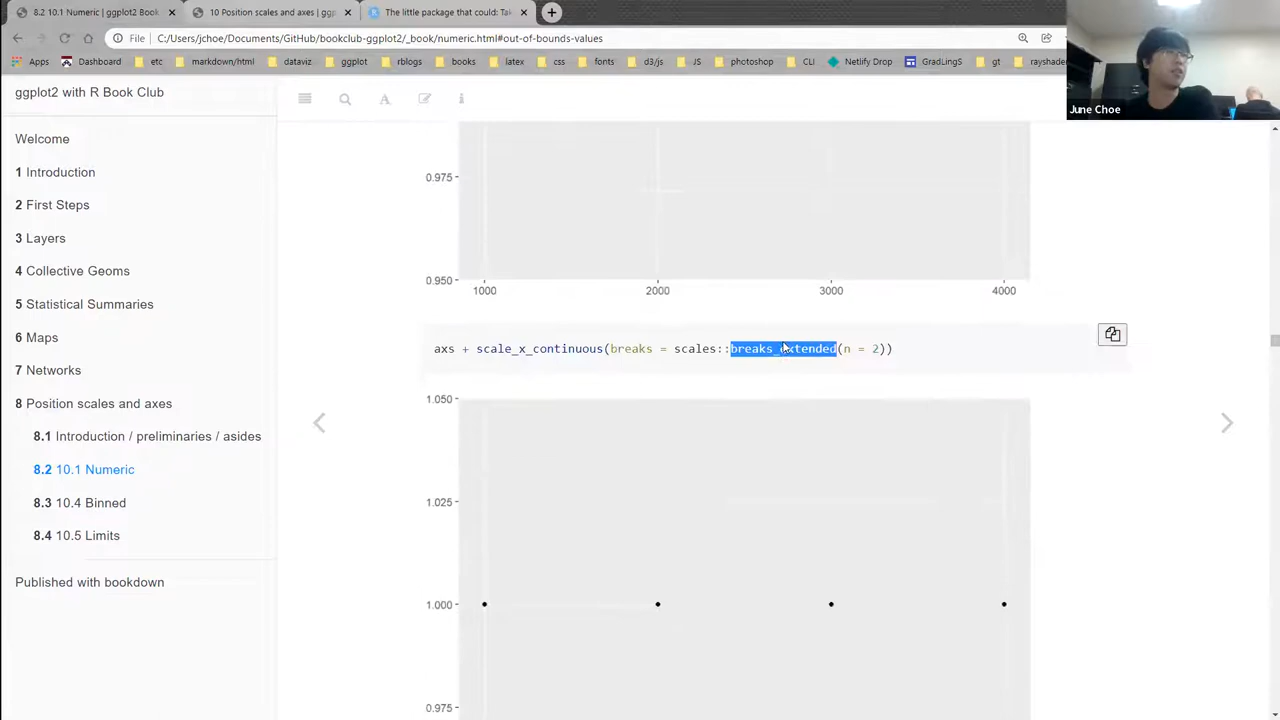 8.2 10.1 Numeric | ggplot2 Book
10 Position scales and axes | gg
The little package that could: Tak
File
C:/Users/jchoe/Documents/GitHub/bookclub-ggplot2/_book/numeric.html#out-of-bounds-values
Apps Dashboard etc markdown/html dataviz ggplot rblogs books latex css fonts d3/js JS photoshop CLI Netlify Drop GradLingS gt rayshade
June Choe
ggplot2 with R Book Club
Welcome
1 Introduction
2 First Steps
3 Layers
4 Collective Geoms
5 Statistical Summaries
6 Maps
7 Networks
8 Position scales and axes
8.1 Introduction / preliminaries / asides
8.2 10.1 Numeric
8.3 10.4 Binned
8.4 10.5 Limits
Published with bookdown
0.975
0.950
1000 2000 3000 4000
axs + scale_x_continuous(breaks = scales::breaks_extended(n = 2))
1.050
1.025
1.000
0.975